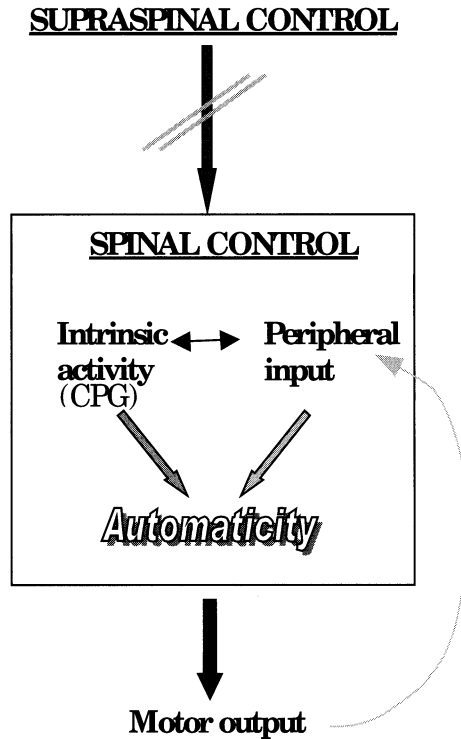 SUPRASPINAL CONTROL
SPINAL CONTROL
Intrinsic
activity
(CPG)
Peripheral
input
Automaticity
Motor output